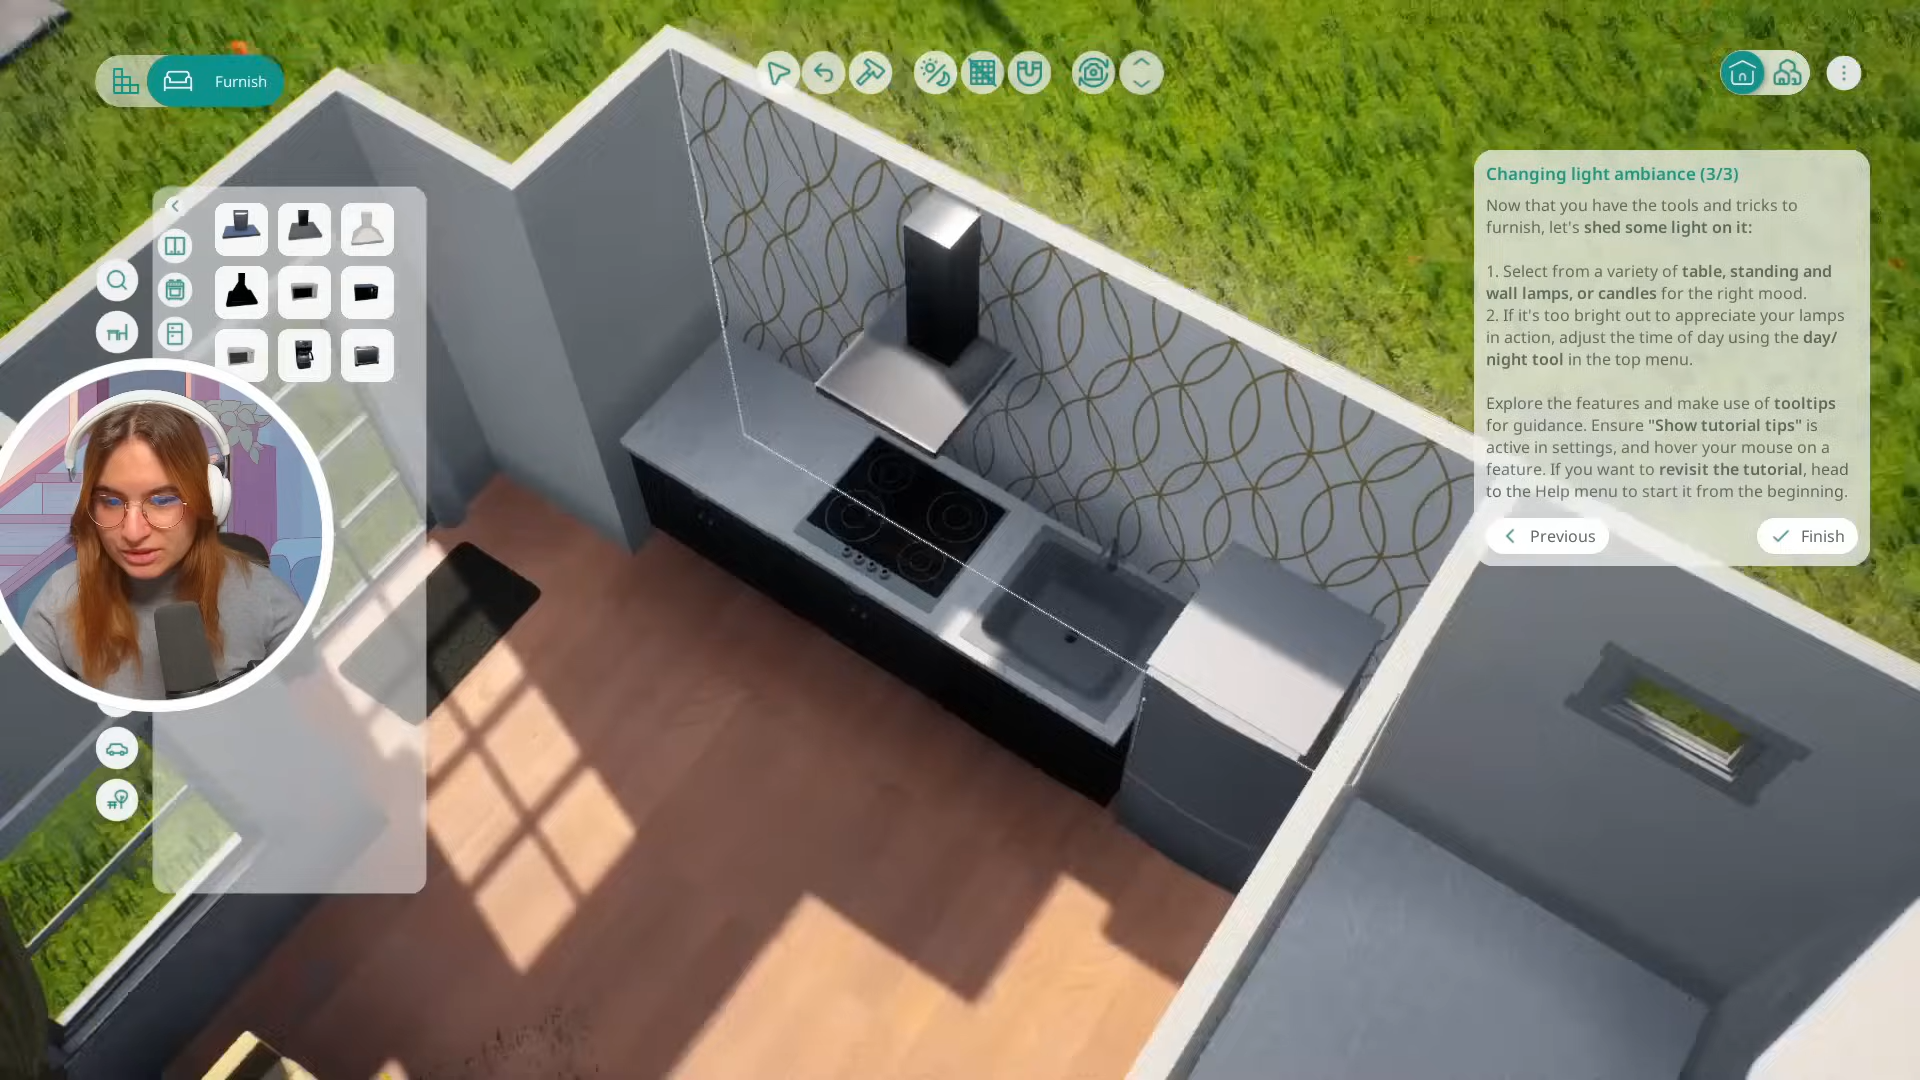 Furnish
Changing light ambiance (3/3)
Now that you have the tools and tricks to
furnish, let's shed some light on it:
1. Select from a variety of table, standing and
wall lamps, or candles for the right mood.
2. If it's too bright out to appreciate your lamps
in action, adjust the time of day using the day/
night tool in the top menu.
Explore the features and make use of tooltips
for guidance. Ensure "Show tutorial tips" is
active in settings, and hover your mouse on a
feature. If you want to revisit the tutorial, head
to the Help menu to start it from the beginning.
Previous
Finish